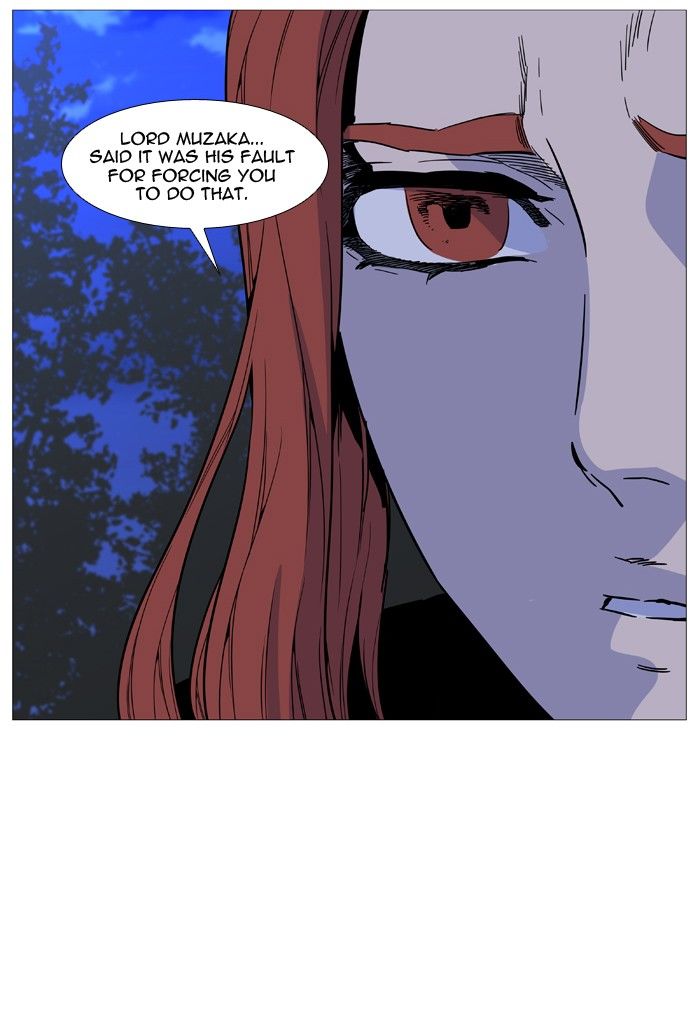 LORD MUZAKA...
SAID IT WAS HIS FAULT
FOR FORCING YOU
TO DO THAT.